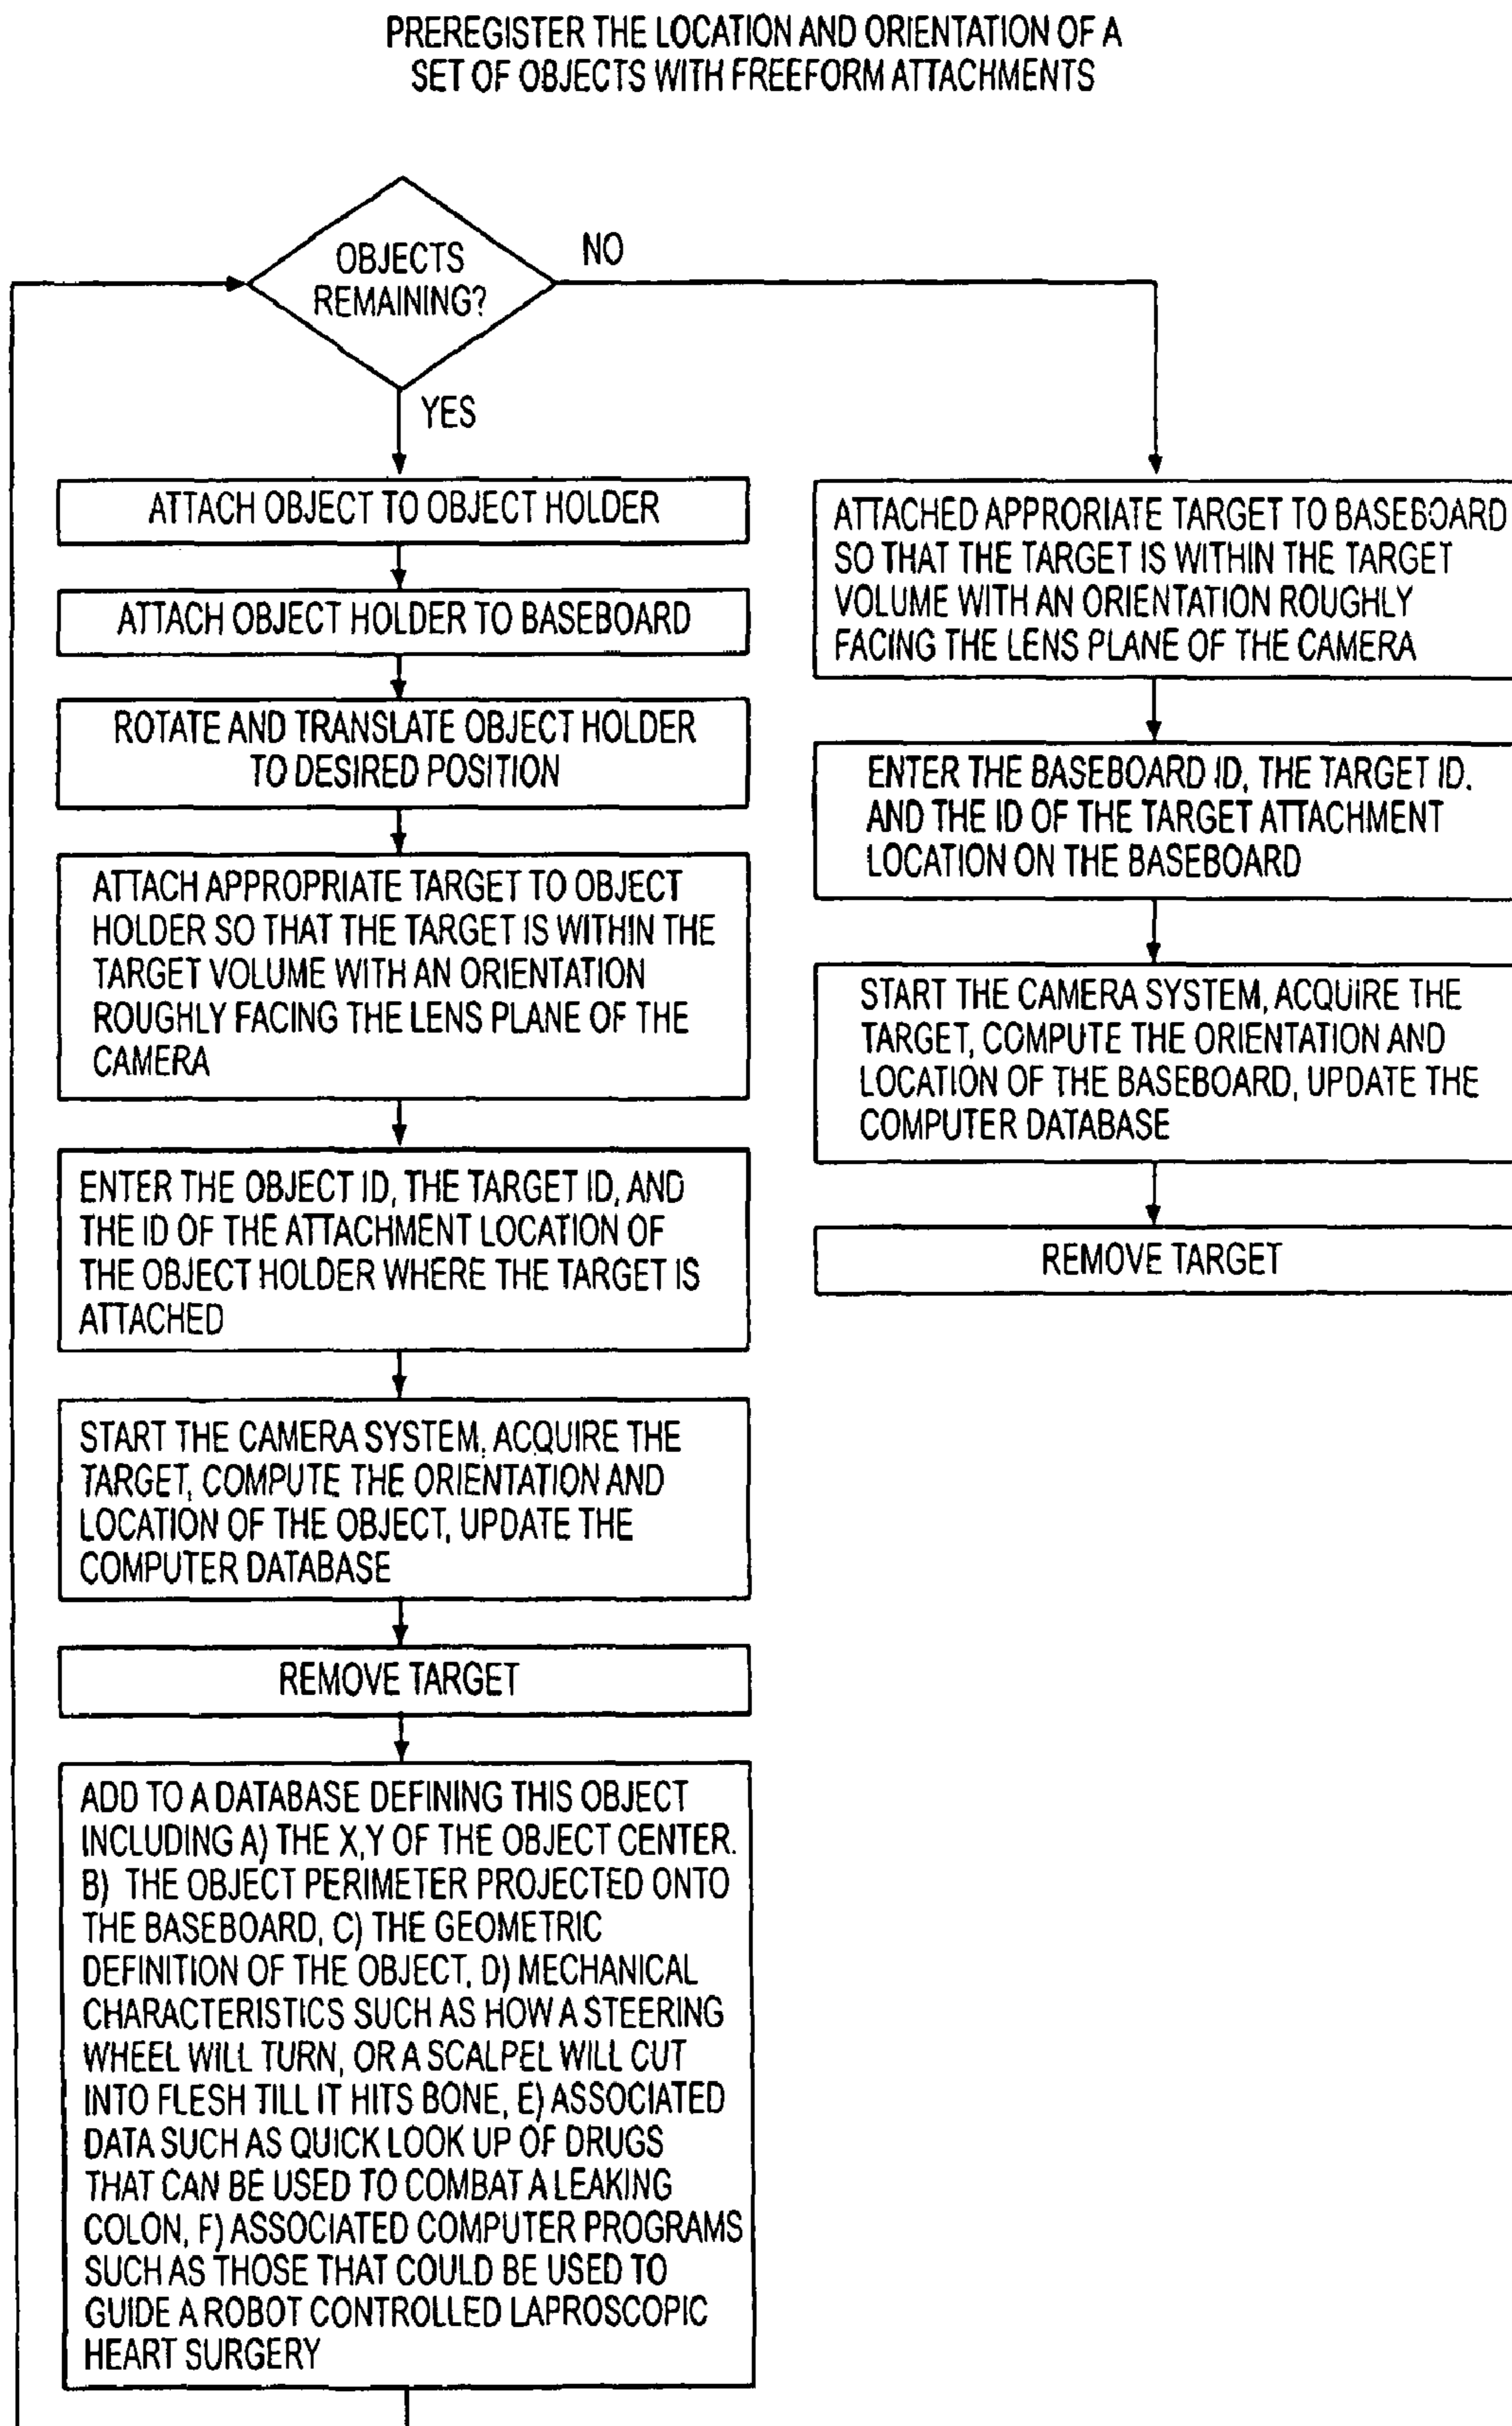 PREREGISTER THE LOCATION AND ORIENTATION OF A
SET OF OBJECTS WITH FREEFORM ATTACHMENTS
OBJECTS
REMAINING?
NO
YES
ATTACH OBJECT TO OBJECT HOLDER
ATTACH OBJECT HOLDER TO BASEBOARD
ROTATE AND TRANSLATE OBJECT HOLDER
TO DESIRED POSITION
ATTACH APPROPRIATE TARGET TO OBJECT
HOLDER SO THAT THE TARGET IS WITHIN THE
TARGET VOLUME WITH AN ORIENTATION
ROUGHLY FACING THE LENS PLANE OF THE
CAMERA
ENTER THE OBJECT ID, THE TARGET ID, AND
THE ID OF THE ATTACHMENT LOCATION OF
THE OBJECT HOLDER WHERE THE TARGET IS
ATTACHED
START THE CAMERA SYSTEM, ACQUIRE THE
TARGET, COMPUTE THE ORIENTATION AND
LOCATION OF THE OBJECT, UPDATE THE
COMPUTER DATABASE
REMOVE TARGET
ADD TO A DATABASE DEFINING THIS OBJECT
INCLUDING A) THE X,Y OF THE OBJECT CENTER.
B) THE OBJECT PERIMETER PROJECTED ONTO
THE BASEBOARD, C) THE GEOMETRIC
DEFINITION OF THE OBJECT, D) MECHANICAL
CHARACTERISTICS SUCH AS HOW A STEERING
WHEEL WILL TURN, OR A SCALPEL WILL CUT
INTO FLESH TILL IT HITS BONE, E) ASSOCIATED
DATA SUCH AS QUICK LOOK UP OF DRUGS
THAT CAN BE USED TO COMBAT A LEAKING
COLON, F) ASSOCIATED COMPUTER PROGRAMS
SUCH AS THOSE THAT COULD BE USED TO
GUIDE A ROBOT CONTROLLED LAPROSCOPIC
HEART SURGERY
ATTACHED APPRORIATE TARGET TO BASEBOARD
SO THAT THE TARGET IS WITHIN THE TARGET
VOLUME WITH AN ORIENTATION ROUGHLY
FACING THE LENS PLANE OF THE CAMERA
ENTER THE BASEBOARD ID, THE TARGET ID.
AND THE ID OF THE TARGET ATTACHMENT
LOCATION ON THE BASEBOARD
START THE CAMERA SYSTEM, ACQUIRE THE
TARGET, COMPUTE THE ORIENTATION AND
LOCATION OF THE BASEBOARD, UPDATE THE
COMPUTER DATABASE
REMOVE TARGET